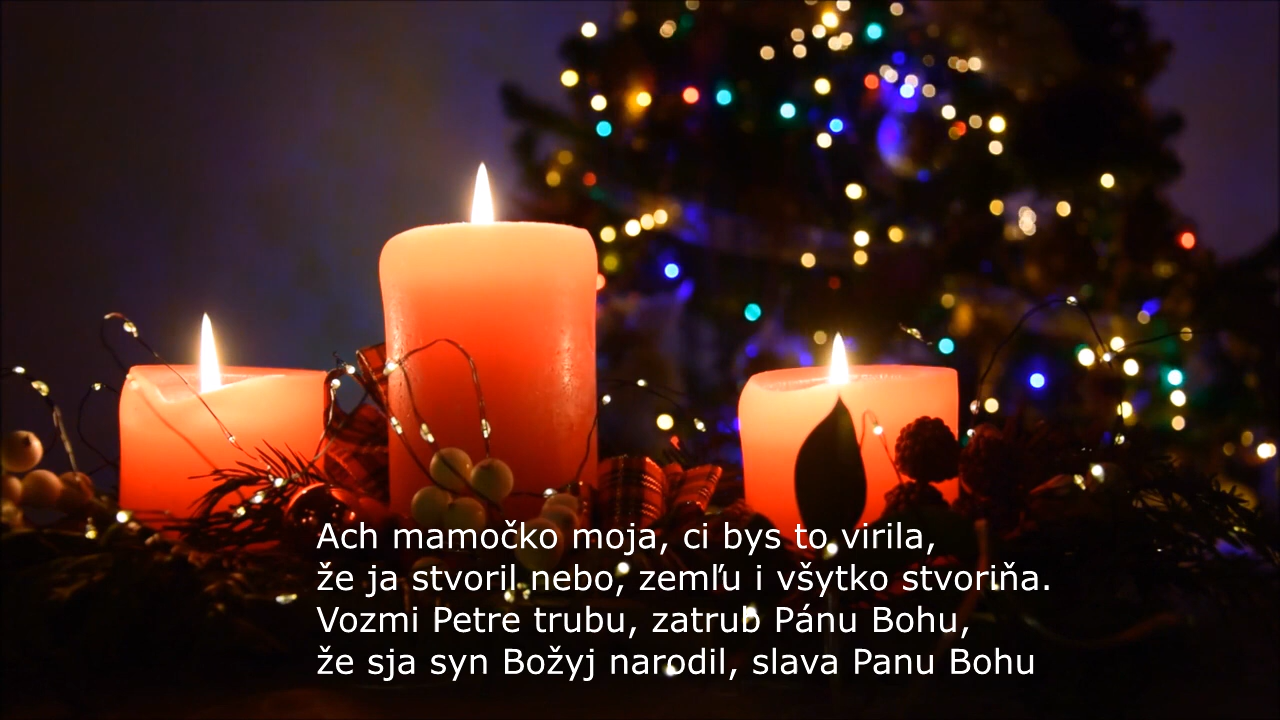 Ach mamočko moja, ci bys to virila,
že ja stvoril nebo, zemľu i všytko stvoriňa.
Vozmi Petre trubu, zatrub Pánu Bohu,
že sja syn Božyj narodil, slava Panu Bohu